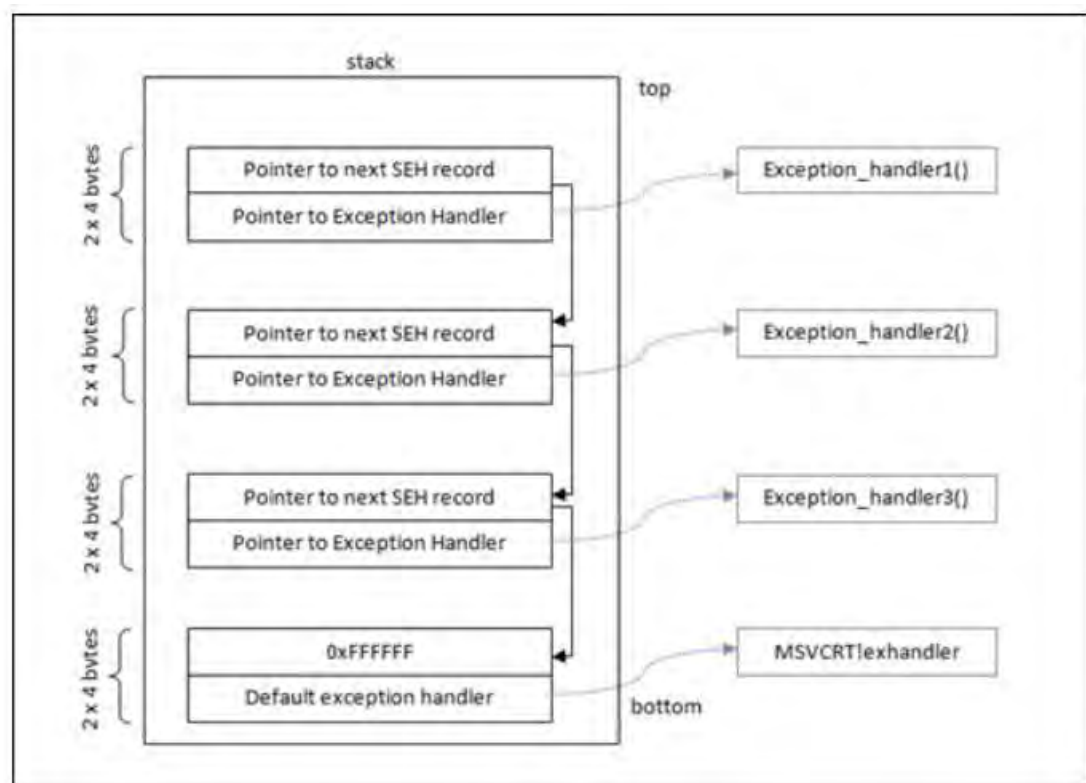 stack
top
2 x 4 bytes
Pointer to next SEH record
Pointer to Exception Handler
Exception_handler1()
2 x 4 bytes
Pointer to next SEH record
Pointer to Exception Handler
Exception_handler2()
2 x 4 bytes
Pointer to next SEH record
Pointer to Exception Handler
Exception_handler3()
2 x 4 bytes
0xFFFFFF
Default exception handler
MSVCRT!exhandler
bottom